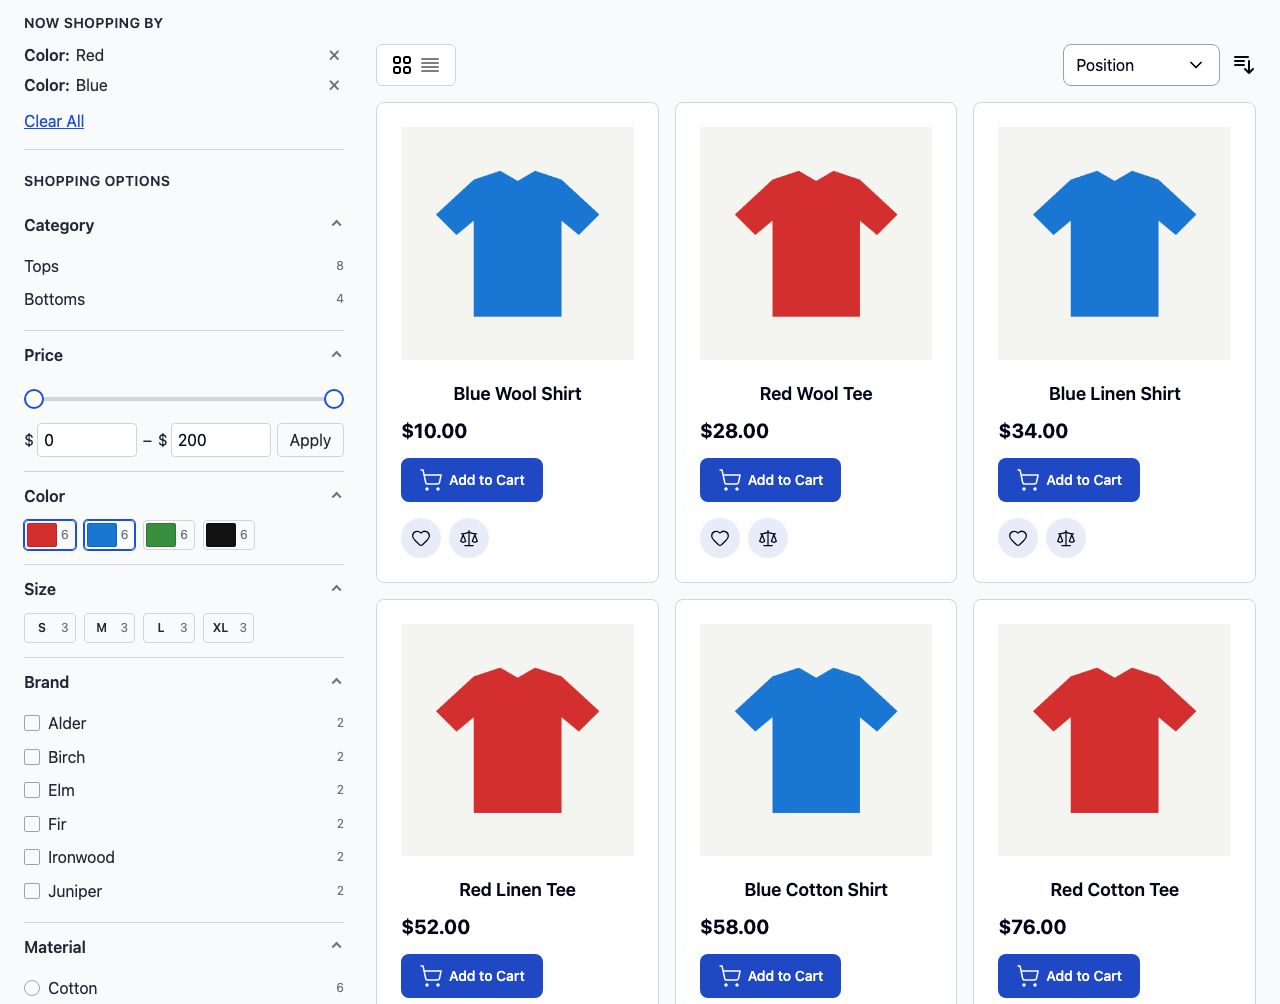 NOW SHOPPING BY
Color: Red
Color: Blue
Clear All
SHOPPING OPTIONS
Category
Tops 8
Bottoms 4
Price
$ 0 – $ 200 Apply
Color
6 6 6 6
Size
S 3 M 3 L 3 XL 3
Brand
Alder 2
Birch 2
Elm 2
Fir 2
Ironwood 2
Juniper 2
Material
Cotton 6
Position
Blue Wool Shirt
$10.00
Add to Cart
Red Wool Tee
$28.00
Add to Cart
Blue Linen Shirt
$34.00
Add to Cart
Red Linen Tee
$52.00
Add to Cart
Blue Cotton Shirt
$58.00
Add to Cart
Red Cotton Tee
$76.00
Add to Cart